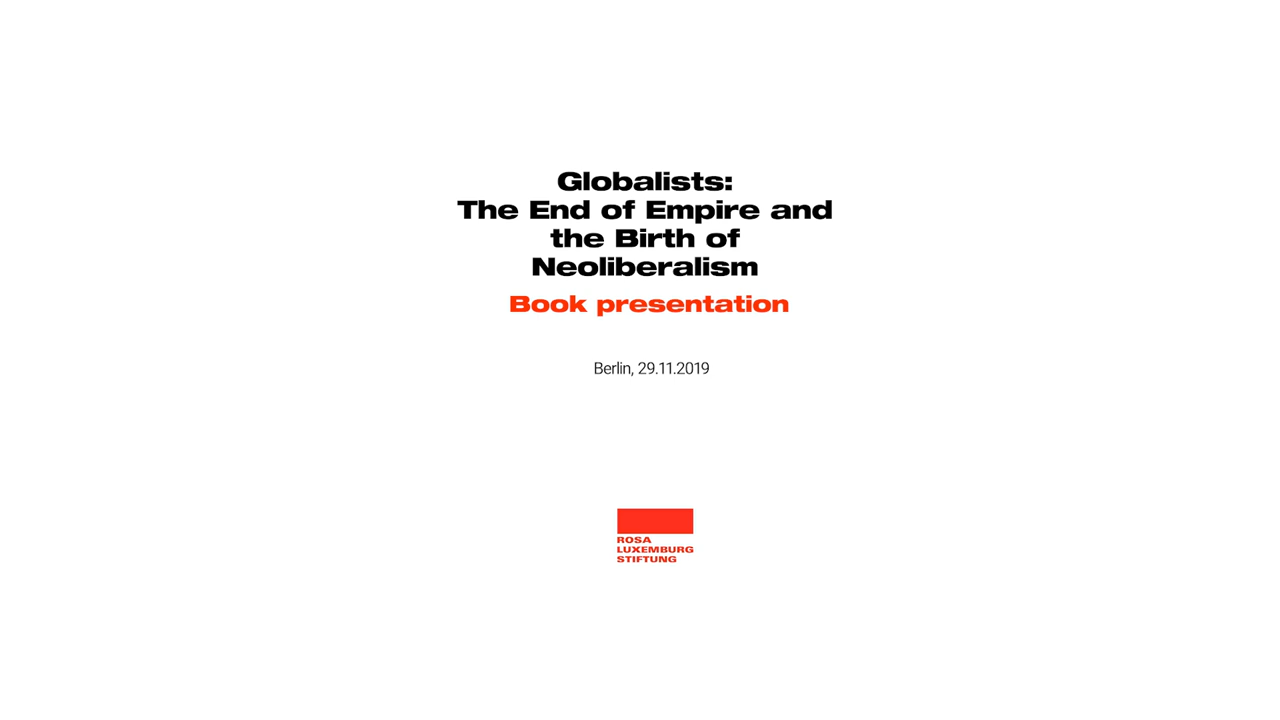 Globalists:
The End of Empire and
the Birth of
Neoliberalism
Book presentation
Berlin, 29.11.2019
ROSA
LUXEMBURG
STIFTUNG